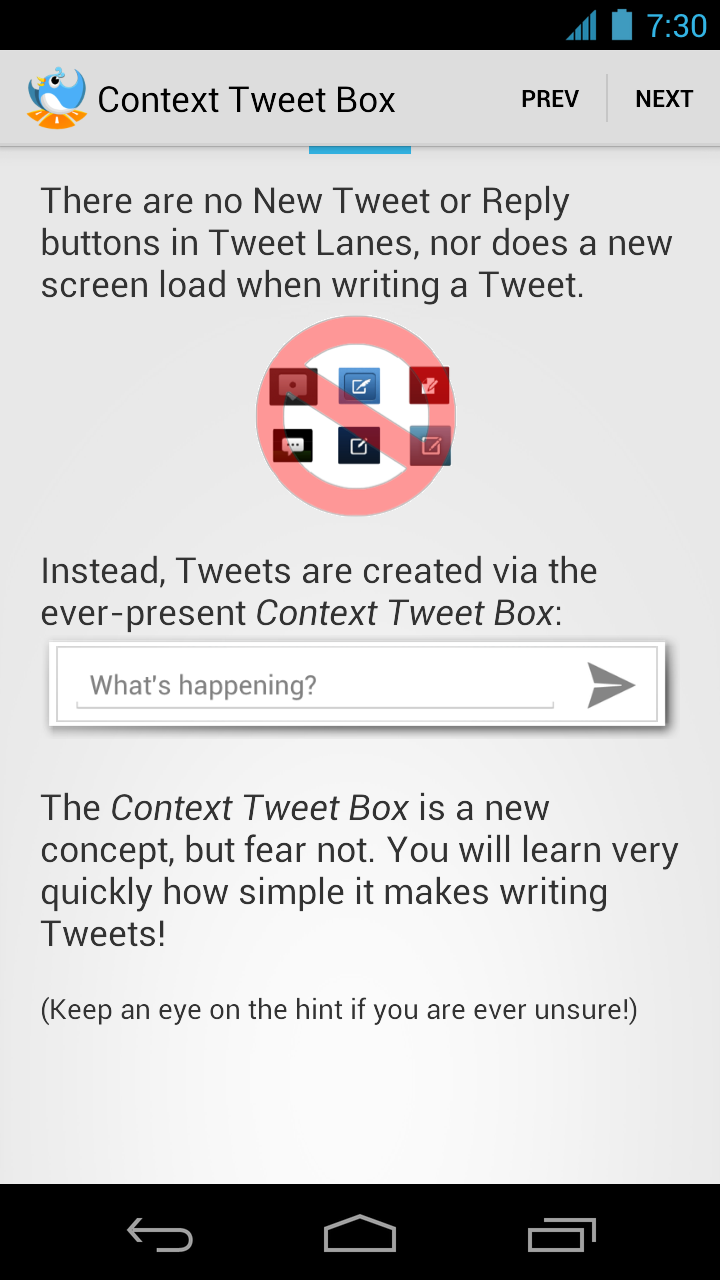 7:30
Context Tweet Box
PREV
NEXT
There are no New Tweet or Reply
buttons in Tweet Lanes, nor does a new
screen load when writing a Tweet.
Instead, Tweets are created via the
ever-present Context Tweet Box:
What's happening?
The Context Tweet Box is a new
concept, but fear not. You will learn very
quickly how simple it makes writing
Tweets!
(Keep an eye on the hint if you are ever unsure!)